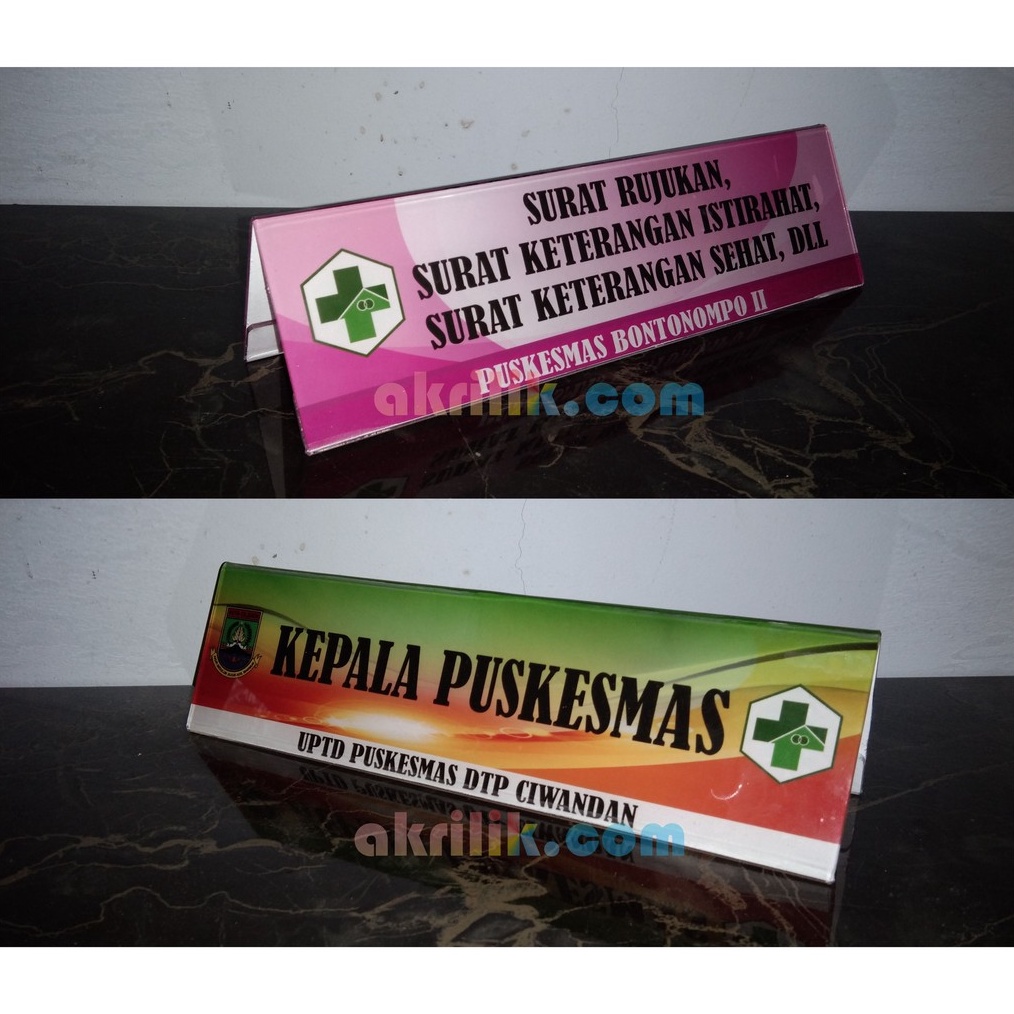 SURAT RUJUKAN,
SURAT KETERANGAN ISTIRAHAT,
SURAT KETERANGAN SEHAT, DLL
PUSKESMAS BONTONOMPO II
akrilik.com
KEPALA PUSKESMAS
UPTD PUSKESMAS DTP CIWANDAN
akrilik.com